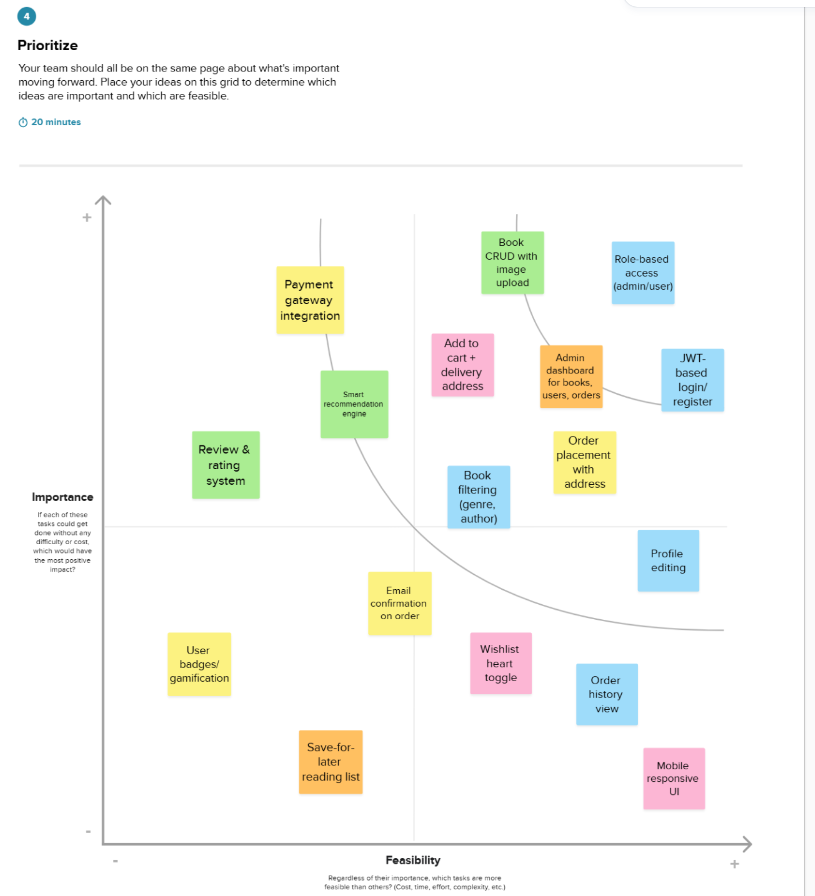 4
Prioritize
Your team should all be on the same page about what's important
moving forward. Place your ideas on this grid to determine which
ideas are important and which are feasible.
20 minutes
+
Book
CRUD with
image
upload
Role-based
access
(admin/user)
Payment
gateway
integration
Add to
cart +
delivery
address
Admin
dashboard
for books,
users, orders
JWT-
based
login/
register
Smart
recommendation
engine
Review &
rating
system
Order
placement
with
address
Book
filtering
(genre,
author)
Importance
If each of these
tasks could get
done without any
difficulty or cost,
which would have
the most positive
impact?
Profile
editing
Email
confirmation
on order
User
badges/
gamification
Wishlist
heart
toggle
Order
history
view
Save-for-
later
reading list
Mobile
responsive
UI
-
-
Feasibility
+
Regardless of their importance, which tasks are more
feasible than others? (Cost, time, effort, complexity, etc.)